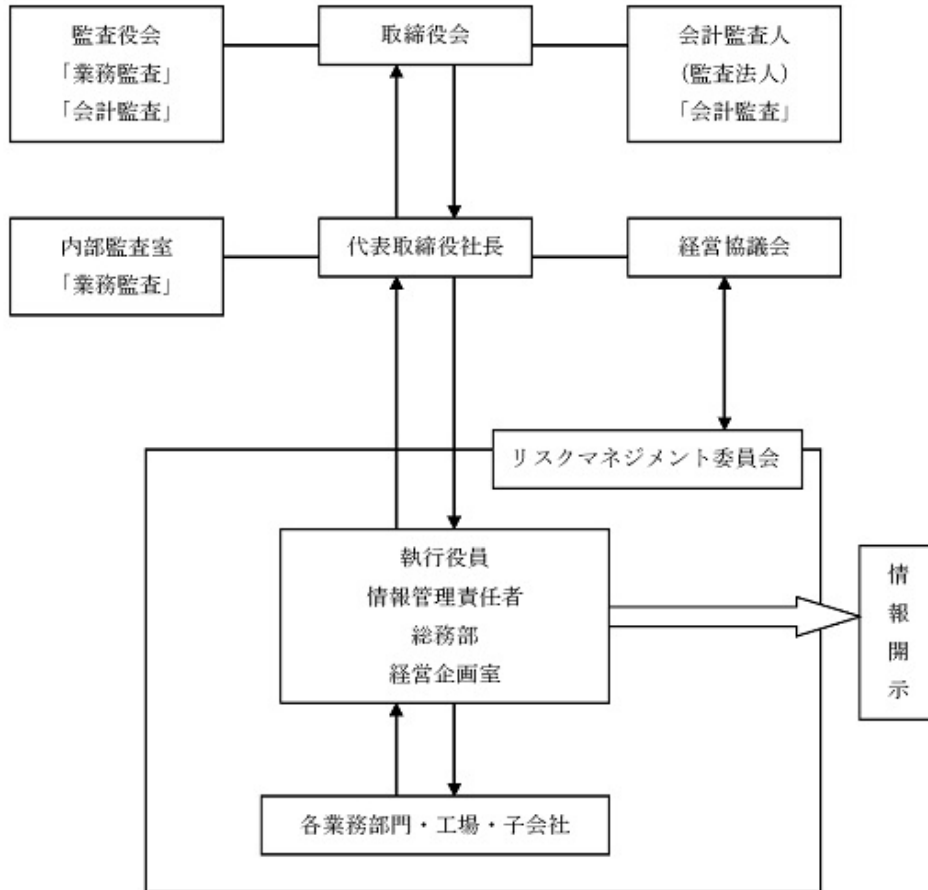 監査役会
「業務監査」
「会計監査」
取締役会
会計監査人
(監査法人)
「会計監査」
内部監査室
「業務監査」
代表取締役社長
経営協議会
リスクマネジメント委員会
執行役員
情報管理責任者
総務部
経営企画室
情報開示
各業務部門・工場・子会社